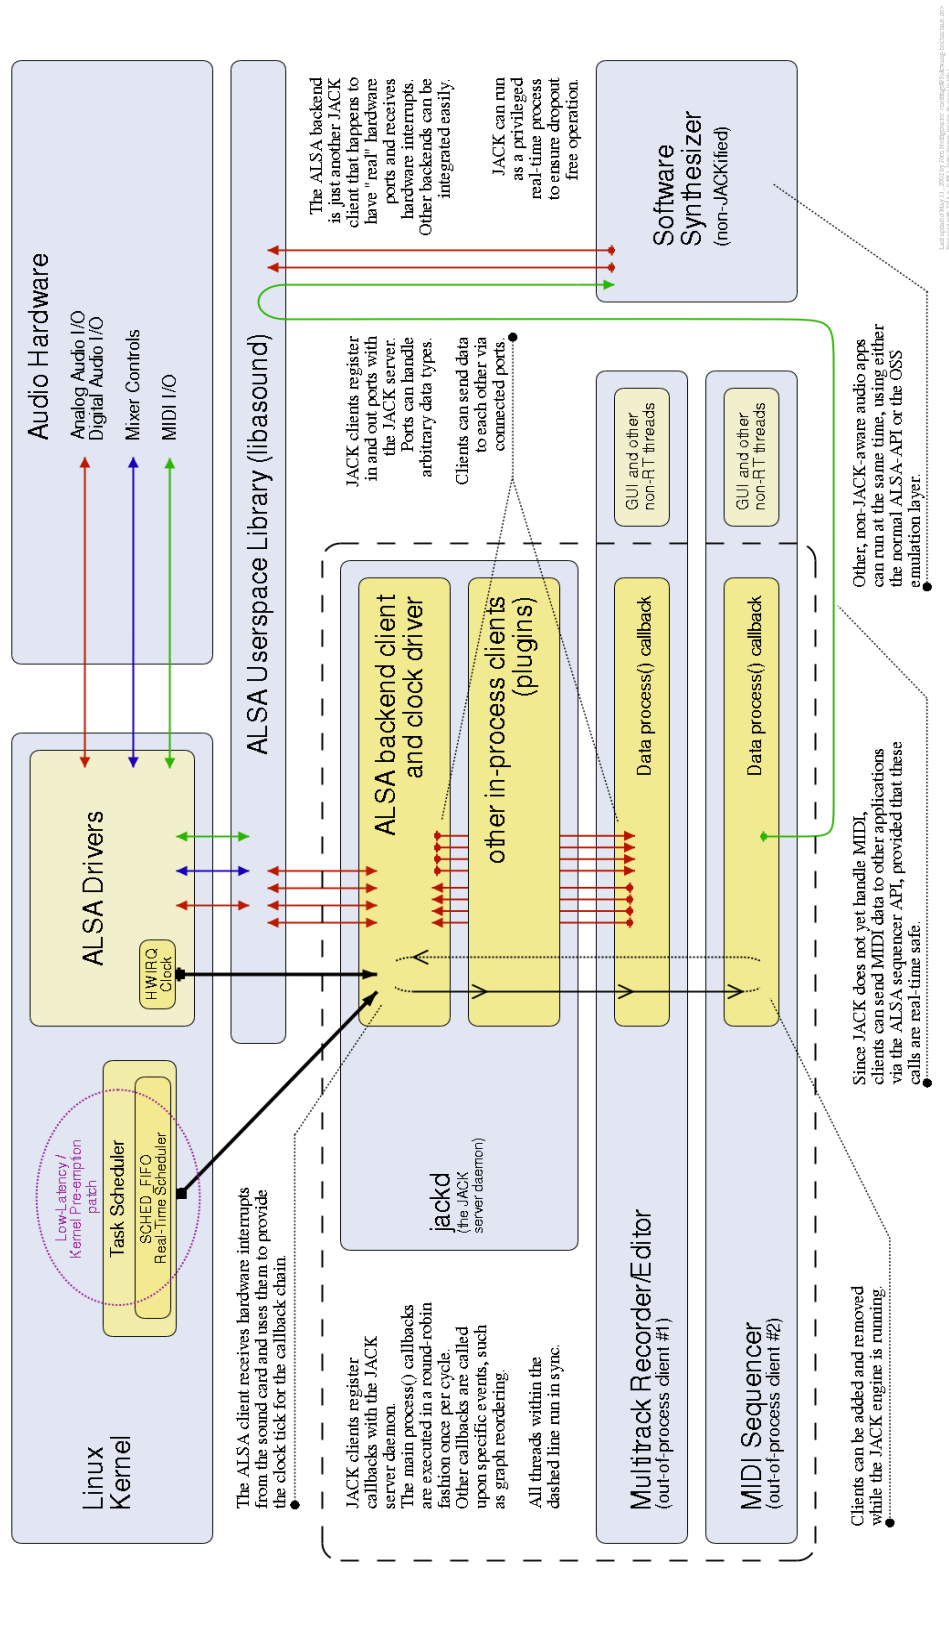 Linux
Kernel
Low-Latency /
Kernel Pre-emption
patch
Task Scheduler
SCHED_FIFO
Real-Time Scheduler
ALSA Drivers
HWIRQ
Clock
Audio Hardware
Analog Audio I/O
Digital Audio I/O
Mixer Controls
MIDI I/O
ALSA Userspace Library (libasound)
The ALSA client receives hardware interrupts
from the sound card and uses them to provide
the clock tick for the callback chain.
The ALSA backend
is just another JACK
client that happens to
have "real" hardware
ports and receives
hardware interrupts.
Other backends can be
integrated easily.
JACK can run
as a privileged
real-time process
to ensure dropout
free operation.
JACK clients register
in and out ports with
the JACK server.
Ports can handle
arbitrary data types.
Clients can send data
to each other via
connected ports.
JACK clients register
callbacks with the JACK
server daemon.
The main process() callbacks
are executed in a round-robin
fashion once per cycle.
Other callbacks are called
upon specific events, such
as graph reordering.
All threads within the
dashed line run in sync.
jackd
(the JACK
server daemon)
ALSA backend client
and clock driver
other in-process clients
(plugins)
Multitrack Recorder/Editor
(out-of-process client #1)
Data process() callback
GUI and other
non-RT threads
MIDI Sequencer
(out-of-process client #2)
Data process() callback
GUI and other
non-RT threads
Software
Synthesizer
(non-JACKified)
Clients can be added and removed
while the JACK engine is running.
Since JACK does not yet handle MIDI,
clients can send MIDI data to other applications
via the ALSA sequencer API, provided that these
calls are real-time safe.
Other, non-JACK-aware audio apps
can run at the same time, using either
the normal ALSA-API or the OSS
emulation layer.